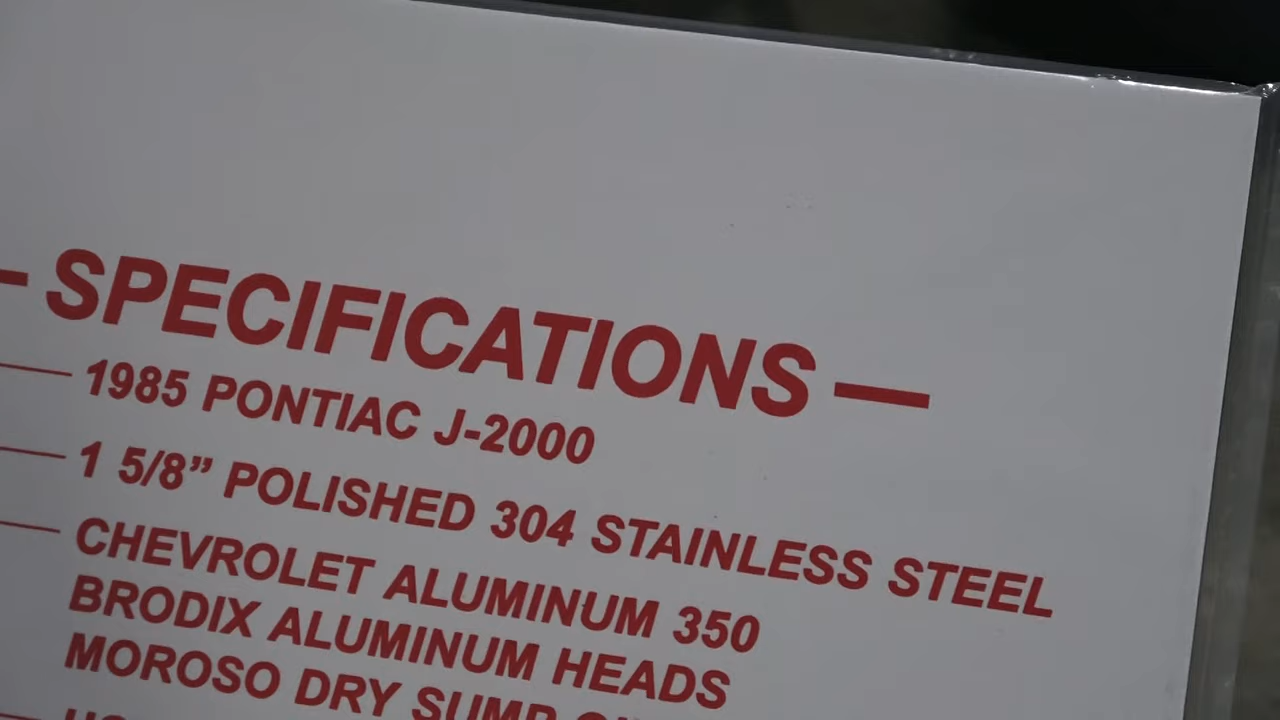 — SPECIFICATIONS —
1985 PONTIAC J-2000
1 5/8” POLISHED 304 STAINLESS STEEL
CHEVROLET ALUMINUM 350
BRODIX ALUMINUM HEADS
MOROSO DRY SUMP